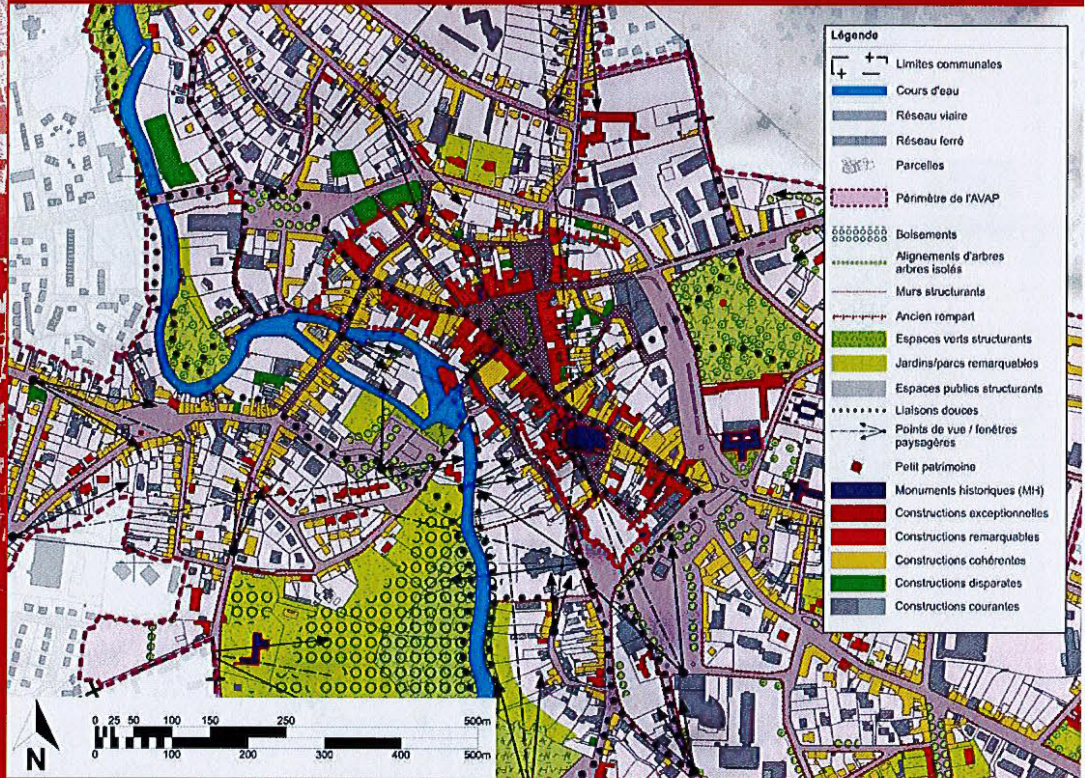 Légende
Limites communales
Cours d'eau
Réseau viaire
Réseau ferré
Parcelles
Périmètre de l'AVAP
Boisements
Alignements d'arbres
arbres isolés
Murs structurants
Ancien rempart
Espaces verts structurants
Jardins/parcs remarquables
Espaces publics structurants
Liaisons douces
Points de vue / fenêtres
paysagères
Petit patrimoine
Monuments historiques (MH)
Constructions exceptionnelles
Constructions remarquables
Constructions cohérentes
Constructions disparates
Constructions courantes
0 25 50 100 150 250 500m
0 100 200 400 500m
N